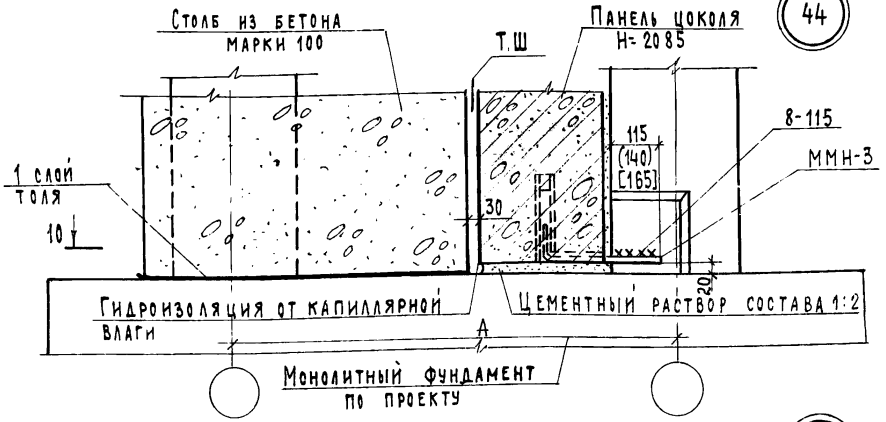 Столб из бетона
марки 100
Т.Ш
Панель цоколя
Н=2085
44
115
(140)
[165]
8-115
ММН-3
1 слой
толя
10
30
20
Гидроизоляция от капиллярной
влаги
Цементный раствор состава 1:2
А
Монолитный фундамент
по проекту